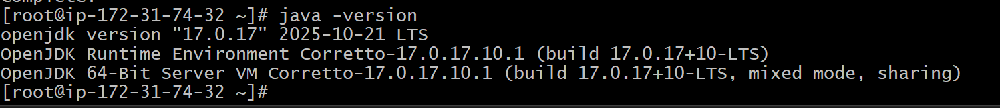 Complete!
[root@ip-172-31-74-32 ~]# java -version
openjdk version "17.0.17" 2025-10-21 LTS
OpenJDK Runtime Environment Corretto-17.0.17.10.1 (build 17.0.17+10-LTS)
OpenJDK 64-Bit Server VM Corretto-17.0.17.10.1 (build 17.0.17+10-LTS, mixed mode, sharing)
[root@ip-172-31-74-32 ~]#